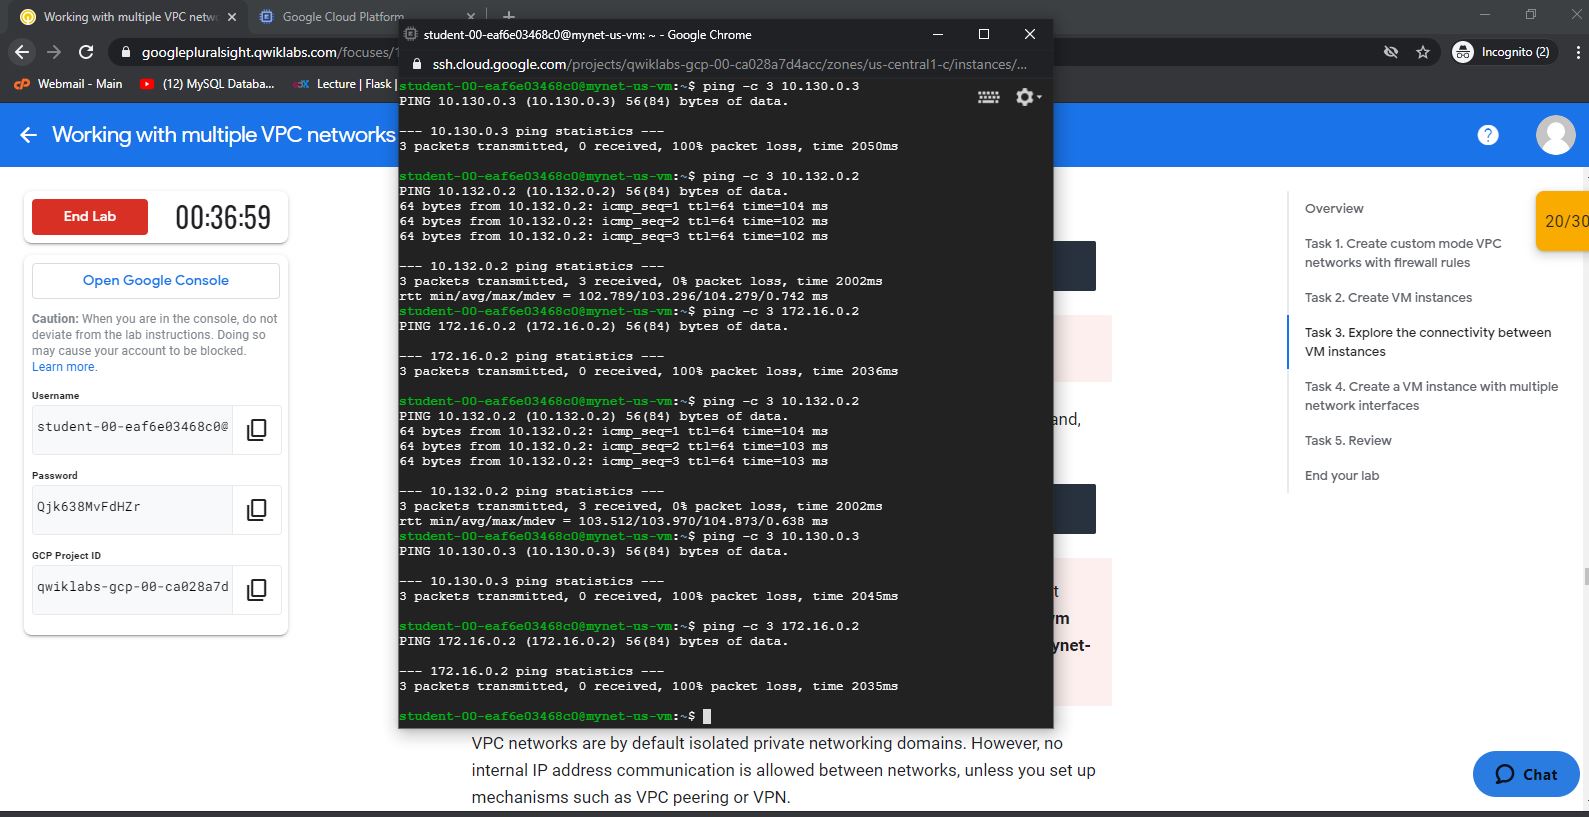 Working with multiple VPC netw
Google Cloud Platform
googlepluralsight.qwiklabs.com/focuses/1
Incognito (2)
Webmail - Main
(12) MySQL Databa...
Lecture | Flask |
student-00-eaf6e03468c0@mynet-us-vm: ~ - Google Chrome
ssh.cloud.google.com/projects/qwiklabs-gcp-00-ca028a7d4acc/zones/us-central1-c/instances/...
Working with multiple VPC networks
End Lab
00:36:59
Open Google Console
Caution: When you are in the console, do not
deviate from the lab instructions. Doing so
may cause your account to be blocked.
Learn more.
Username
student-00-eaf6e03468c0@
Password
Qjk638MvFdHZr
GCP Project ID
qwiklabs-gcp-00-ca028a7d
student-00-eaf6e03468c0@mynet-us-vm:~$ ping -c 3 10.130.0.3
PING 10.130.0.3 (10.130.0.3) 56(84) bytes of data.
--- 10.130.0.3 ping statistics ---
3 packets transmitted, 0 received, 100% packet loss, time 2050ms
student-00-eaf6e03468c0@mynet-us-vm:~$ ping -c 3 10.132.0.2
PING 10.132.0.2 (10.132.0.2) 56(84) bytes of data.
64 bytes from 10.132.0.2: icmp_seq=1 ttl=64 time=104 ms
64 bytes from 10.132.0.2: icmp_seq=2 ttl=64 time=102 ms
64 bytes from 10.132.0.2: icmp_seq=3 ttl=64 time=102 ms
--- 10.132.0.2 ping statistics ---
3 packets transmitted, 3 received, 0% packet loss, time 2002ms
rtt min/avg/max/mdev = 102.789/103.296/104.279/0.742 ms
student-00-eaf6e03468c0@mynet-us-vm:~$ ping -c 3 172.16.0.2
PING 172.16.0.2 (172.16.0.2) 56(84) bytes of data.
--- 172.16.0.2 ping statistics ---
3 packets transmitted, 0 received, 100% packet loss, time 2036ms
student-00-eaf6e03468c0@mynet-us-vm:~$ ping -c 3 10.132.0.2
PING 10.132.0.2 (10.132.0.2) 56(84) bytes of data.
64 bytes from 10.132.0.2: icmp_seq=1 ttl=64 time=104 ms
64 bytes from 10.132.0.2: icmp_seq=2 ttl=64 time=103 ms
64 bytes from 10.132.0.2: icmp_seq=3 ttl=64 time=103 ms
--- 10.132.0.2 ping statistics ---
3 packets transmitted, 3 received, 0% packet loss, time 2002ms
rtt min/avg/max/mdev = 103.512/103.970/104.873/0.638 ms
student-00-eaf6e03468c0@mynet-us-vm:~$ ping -c 3 10.130.0.3
PING 10.130.0.3 (10.130.0.3) 56(84) bytes of data.
--- 10.130.0.3 ping statistics ---
3 packets transmitted, 0 received, 100% packet loss, time 2045ms
student-00-eaf6e03468c0@mynet-us-vm:~$ ping -c 3 172.16.0.2
PING 172.16.0.2 (172.16.0.2) 56(84) bytes of data.
--- 172.16.0.2 ping statistics ---
3 packets transmitted, 0 received, 100% packet loss, time 2035ms
student-00-eaf6e03468c0@mynet-us-vm:~$
and,
t
vm
ynet-
VPC networks are by default isolated private networking domains. However, no
internal IP address communication is allowed between networks, unless you set up
mechanisms such as VPC peering or VPN.
Overview
Task 1. Create custom mode VPC
networks with firewall rules
Task 2. Create VM instances
Task 3. Explore the connectivity between
VM instances
Task 4. Create a VM instance with multiple
network interfaces
Task 5. Review
End your lab
20/30
Chat